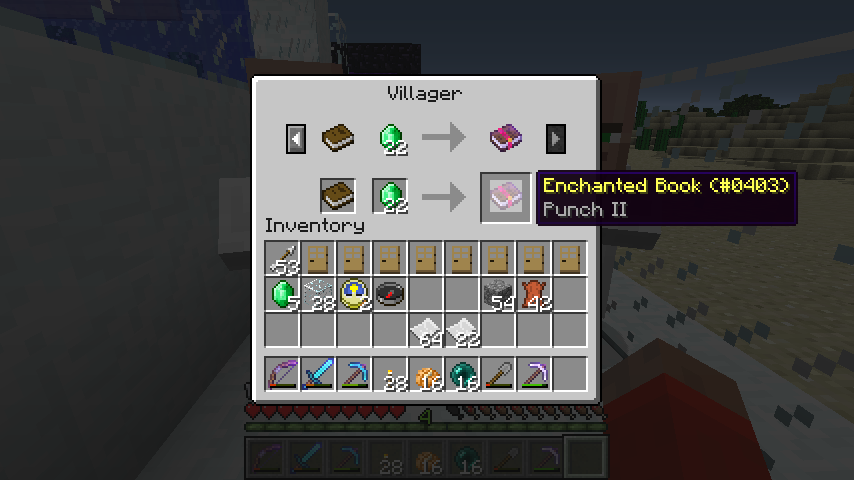 Villager
22
22
Enchanted Book (#0403)
Punch II
Inventory
53
5 28 2 54 42
64 22
28 16 16
4
28 16 16